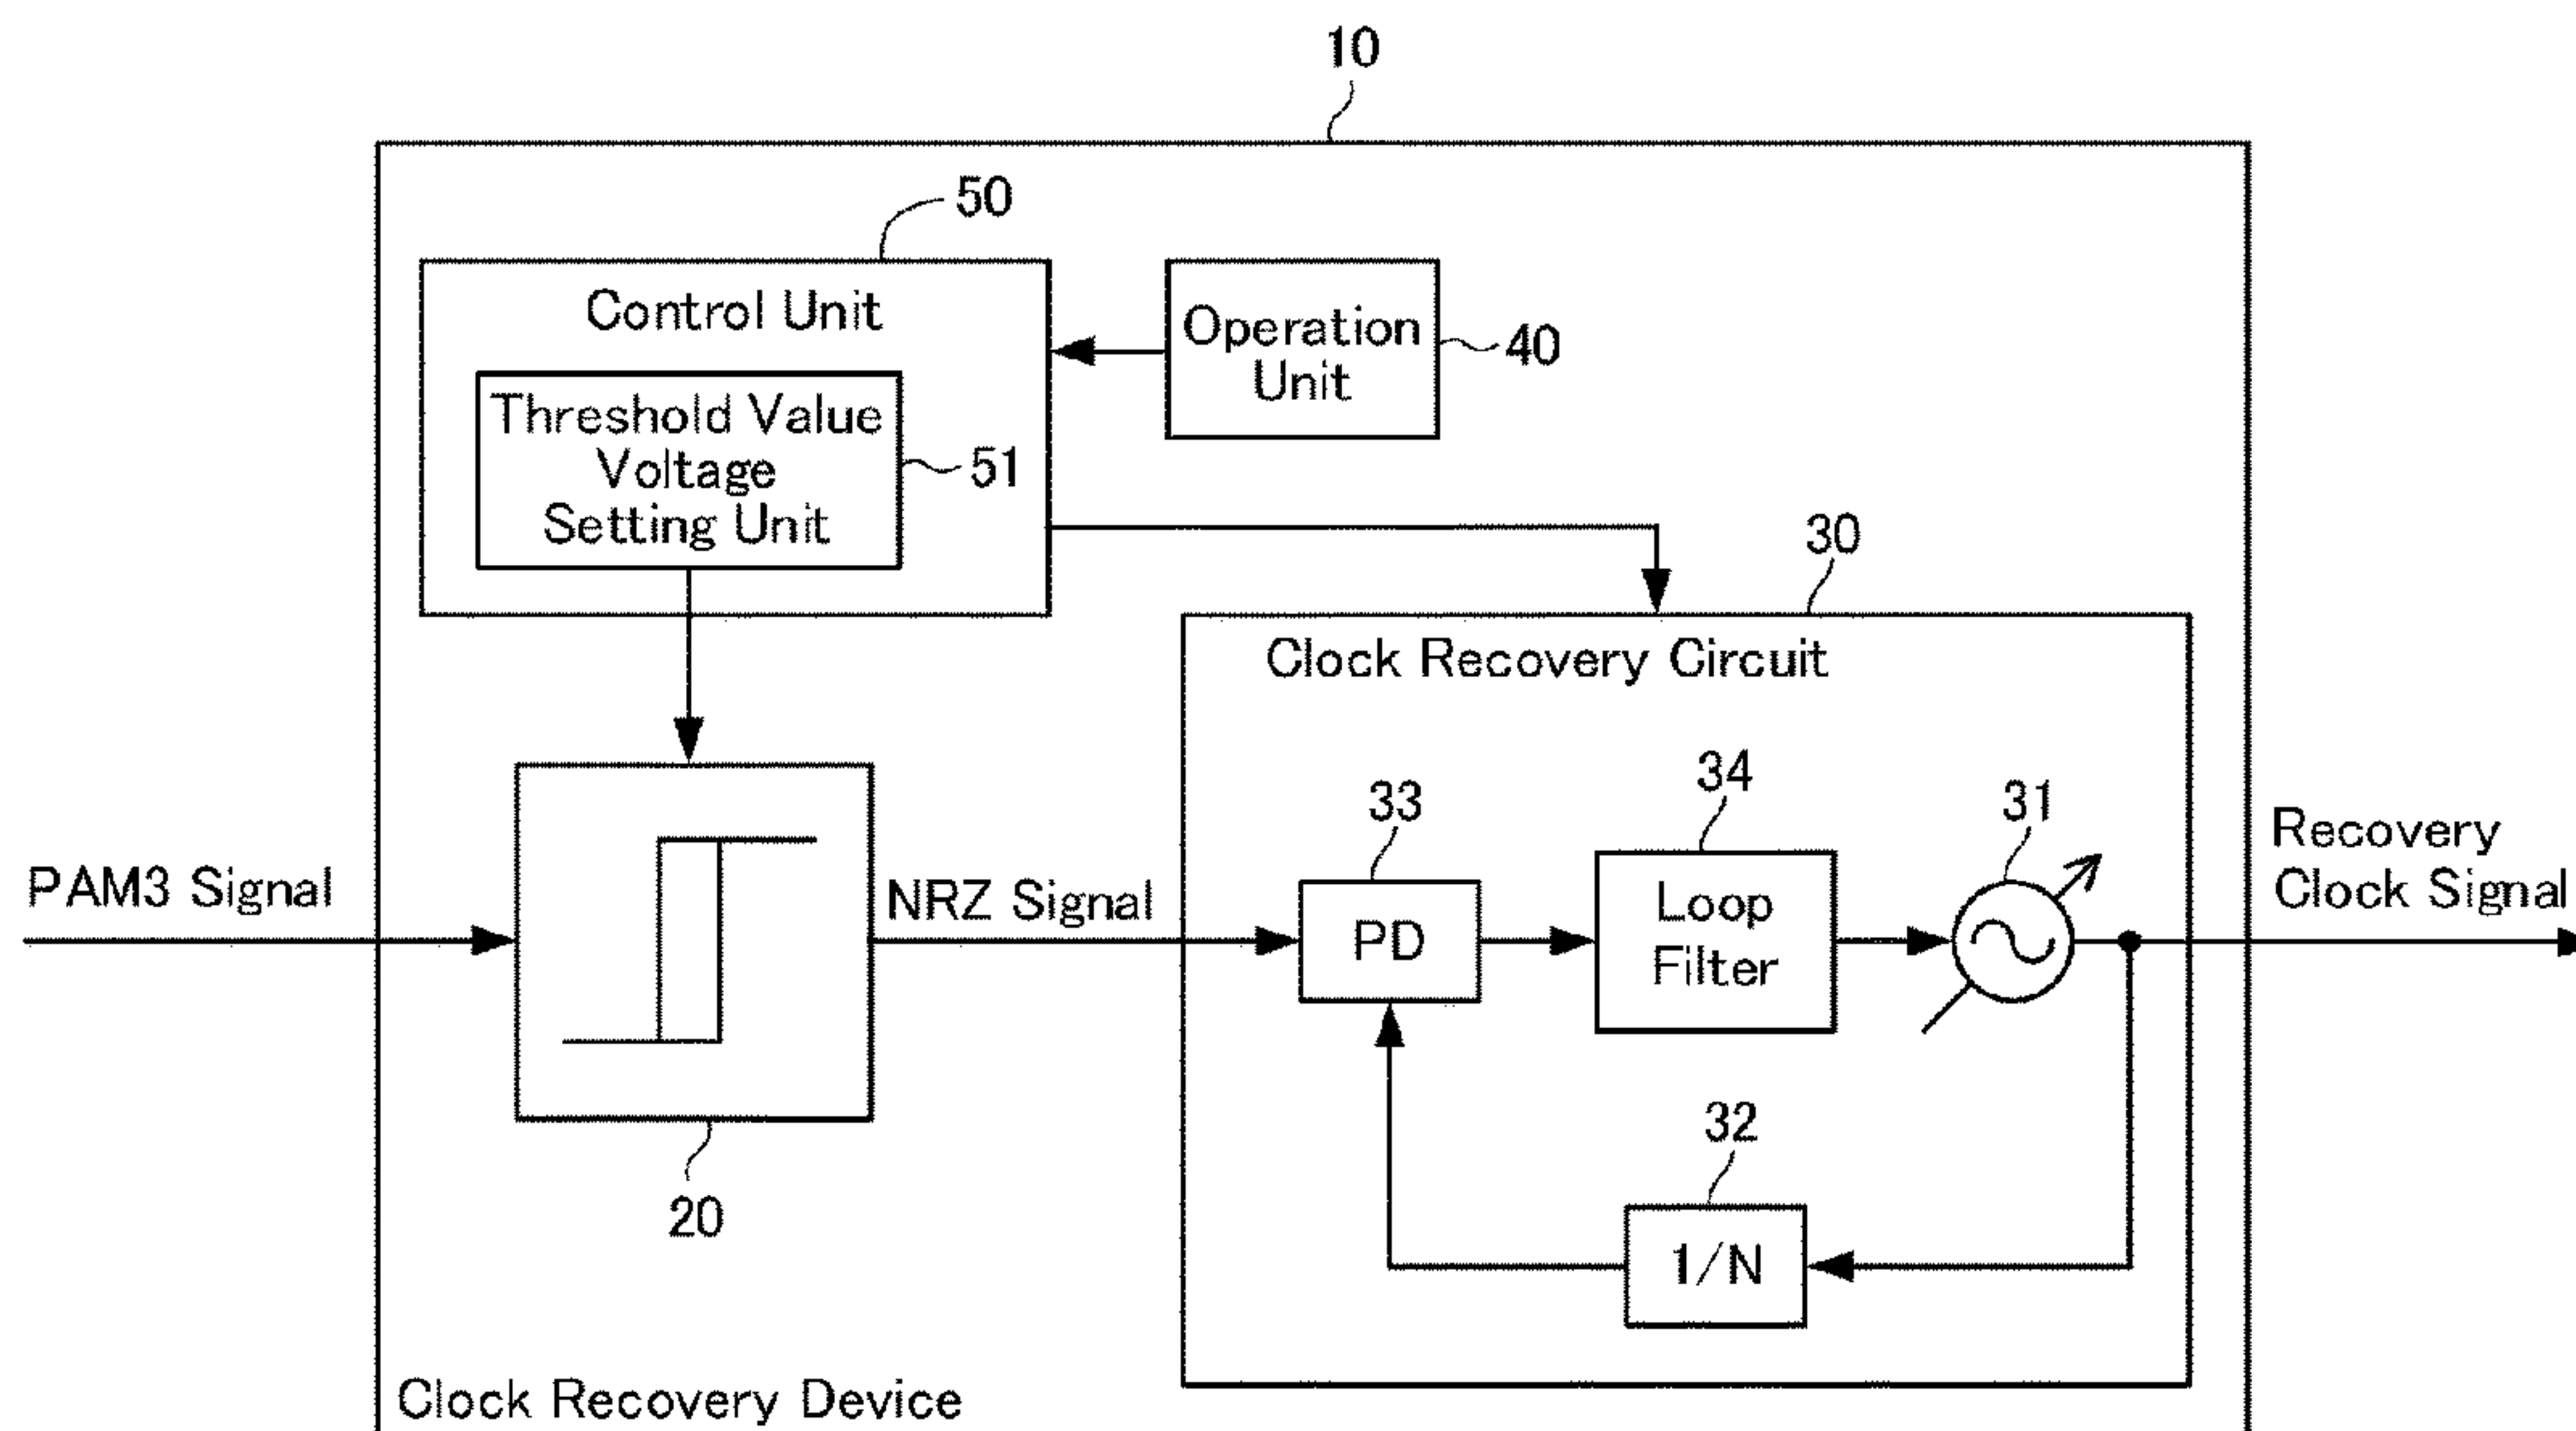 10
50
Control Unit
Operation
Unit
40
Threshold Value
Voltage
Setting Unit
51
30
Clock Recovery Circuit
33
34
31
PAM3 Signal
NRZ Signal
PD
Loop
Filter
Recovery
Clock Signal
20
32
1/N
Clock Recovery Device